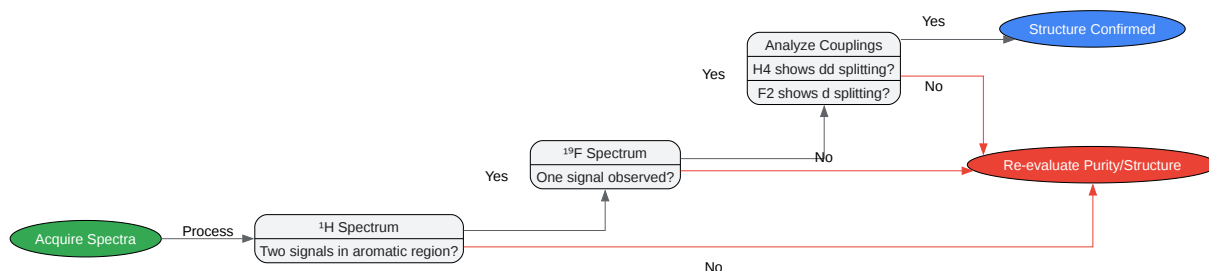 Acquire Spectra
Process
¹H Spectrum
Two signals in aromatic region?
Yes
No
¹⁹F Spectrum
One signal observed?
Yes
No
Analyze Couplings
H4 shows dd splitting?
F2 shows d splitting?
Yes
No
Structure Confirmed
Re-evaluate Purity/Structure